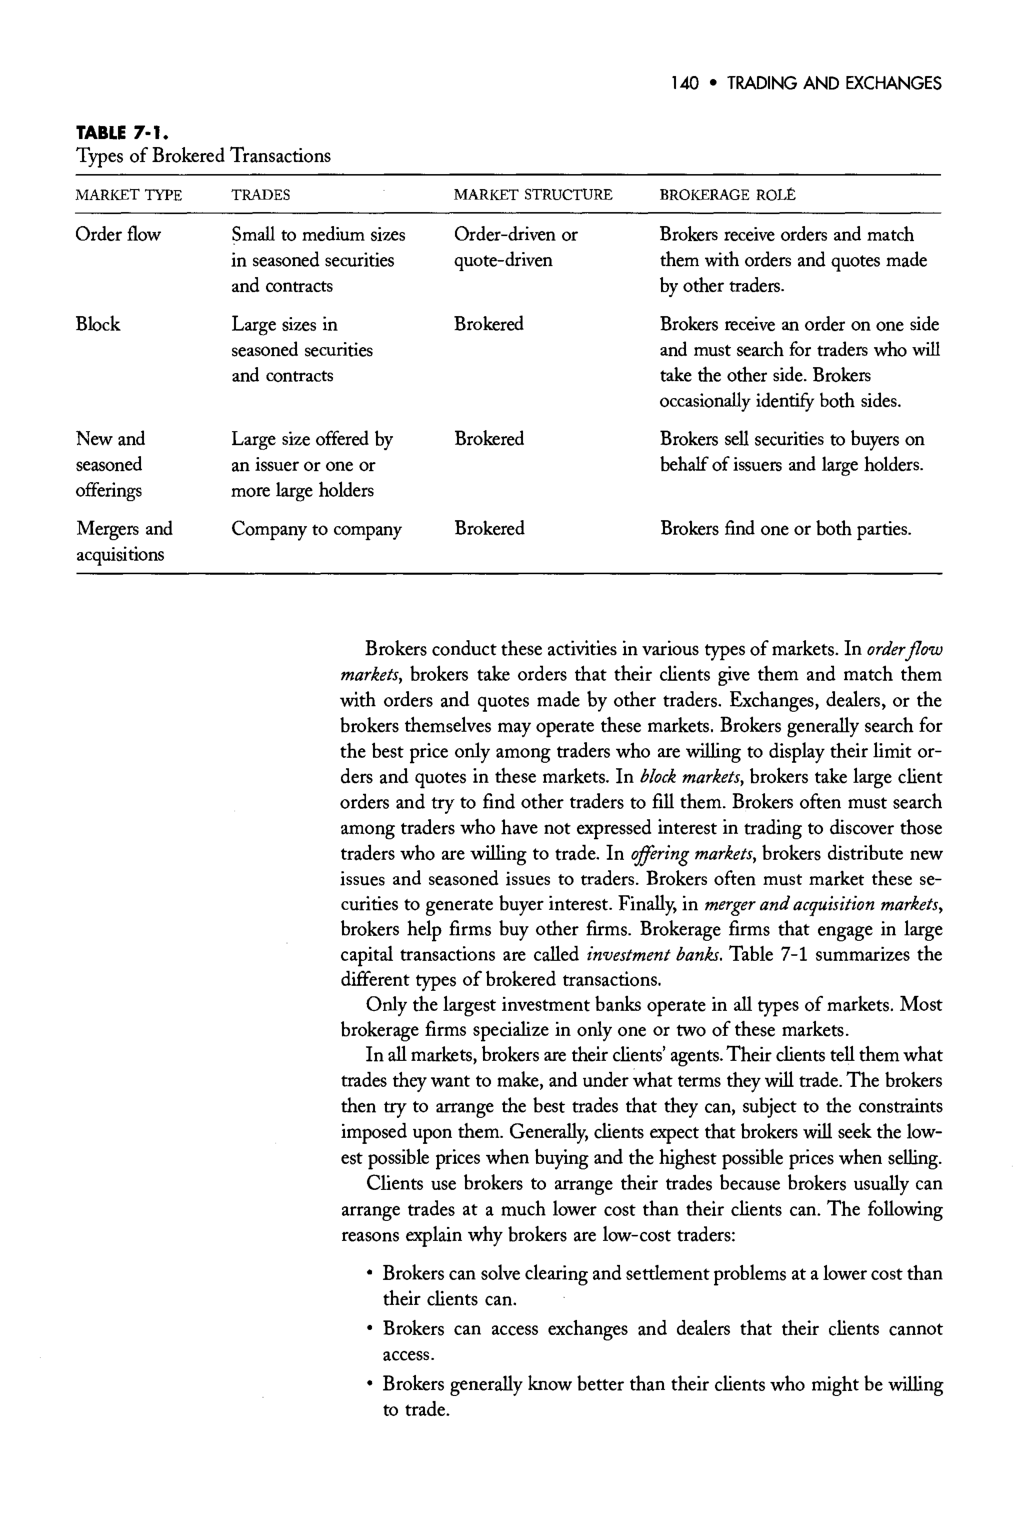 140 • TRADING AND EXCHANGES
TABLE 7-1.
Types of Brokered Transactions
MARKET TYPE TRADES MARKET STRUCTURE BROKERAGE ROLE
Order flow Small to medium sizes Order-driven or Brokers receive orders and match
in seasoned securities quote-driven them with orders and quotes made
and contracts by other traders.
Block Large sizes in Brokered Brokers receive an order on one side
seasoned securities and must search for traders who will
and contracts take the other side. Brokers
occasionally identify both sides.
New and Large size offered by Brokered Brokers sell securities to buyers on
seasoned an issuer or one or behalf of issuers and large holders.
offerings more large holders
Mergers and Company to company Brokered Brokers find one or both parties.
acquisitions
Brokers conduct these activities in various types of markets. In order flow
markets, brokers take orders that their clients give them and match them
with orders and quotes made by other traders. Exchanges, dealers, or the
brokers themselves may operate these markets. Brokers generally search for
the best price only among traders who are willing to display their limit or-
ders and quotes in these markets. In block markets, brokers take large client
orders and try to find other traders to fill them. Brokers often must search
among traders who have not expressed interest in trading to discover those
traders who are willing to trade. In offering markets, brokers distribute new
issues and seasoned issues to traders. Brokers often must market these se-
curities to generate buyer interest. Finally, in merger and acquisition markets,
brokers help firms buy other firms. Brokerage firms that engage in large
capital transactions are called investment banks. Table 7-1 summarizes the
different types of brokered transactions.
Only the largest investment banks operate in all types of markets. Most
brokerage firms specialize in only one or two of these markets.
In all markets, brokers are their clients' agents. Their clients tell them what
trades they want to make, and under what terms they will trade. The brokers
then try to arrange the best trades that they can, subject to the constraints
imposed upon them. Generally, clients expect that brokers will seek the low-
est possible prices when buying and the highest possible prices when selling.
Clients use brokers to arrange their trades because brokers usually can
arrange trades at a much lower cost than their clients can. The following
reasons explain why brokers are low-cost traders:
• Brokers can solve clearing and settlement problems at a lower cost than
their clients can.
• Brokers can access exchanges and dealers that their clients cannot
access.
• Brokers generally know better than their clients who might be willing
to trade.